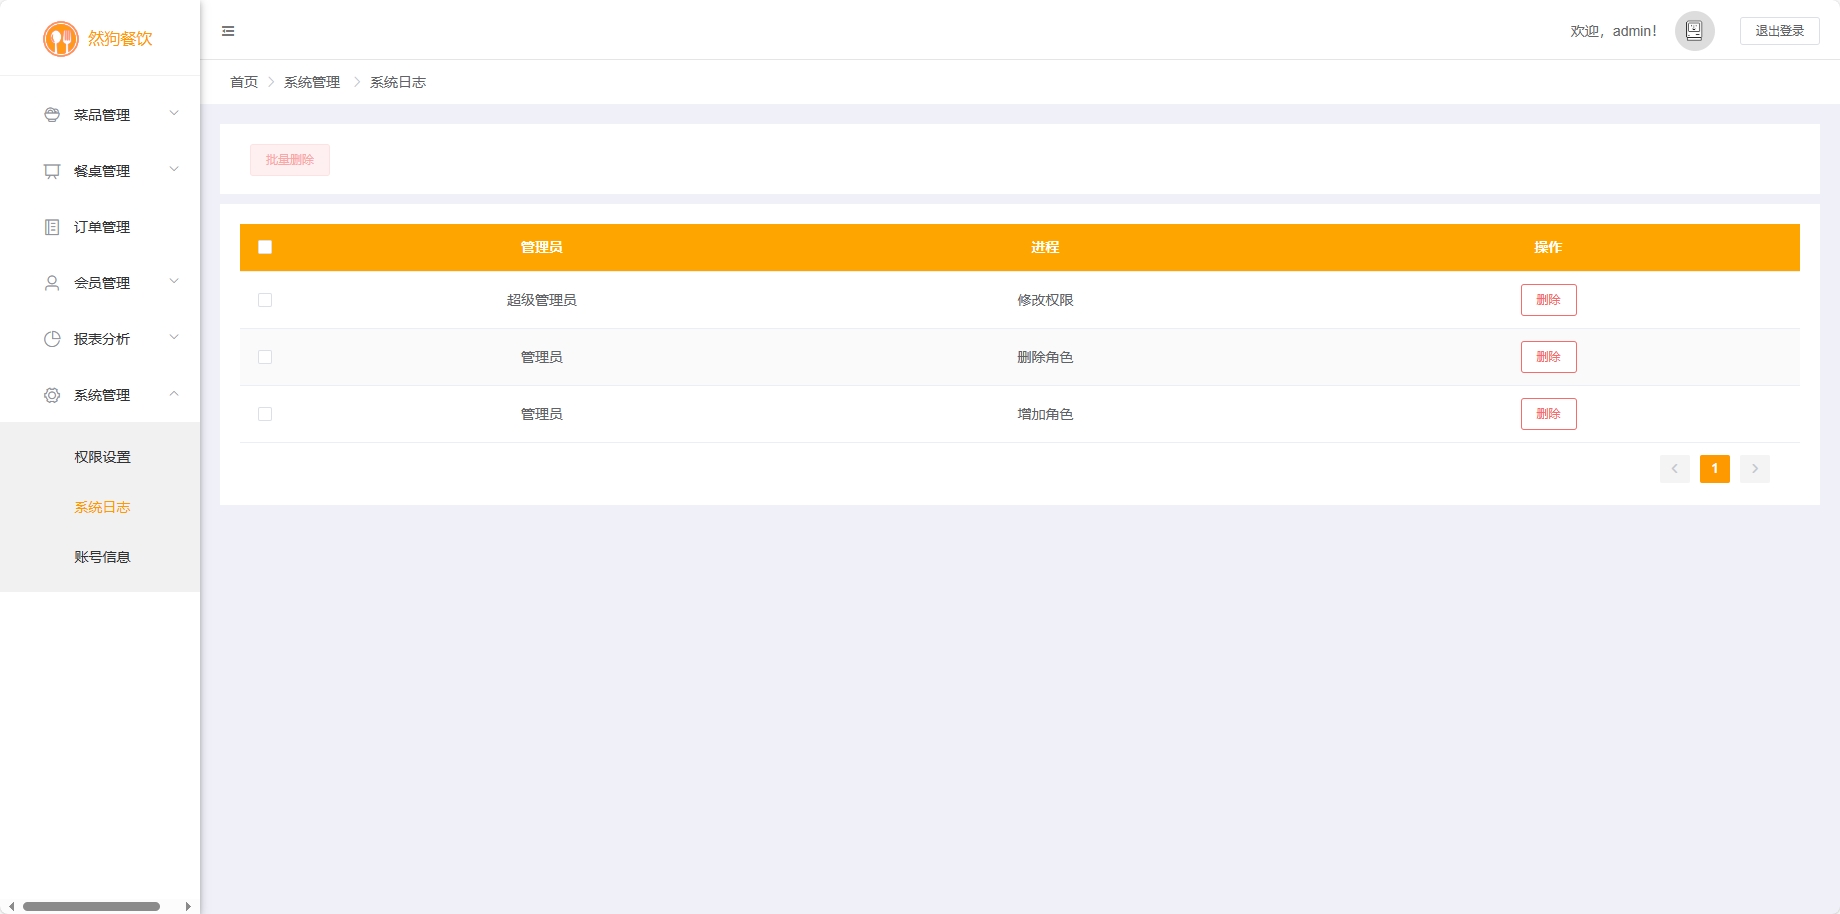 然狗餐饮
欢迎，admin！
退出登录
首页 系统管理 系统日志
菜品管理
餐桌管理
订单管理
会员管理
报表分析
系统管理
权限设置
系统日志
账号信息
批量删除
管理员 进程 操作
超级管理员 修改权限 删除
管理员 删除角色 删除
管理员 增加角色 删除
1